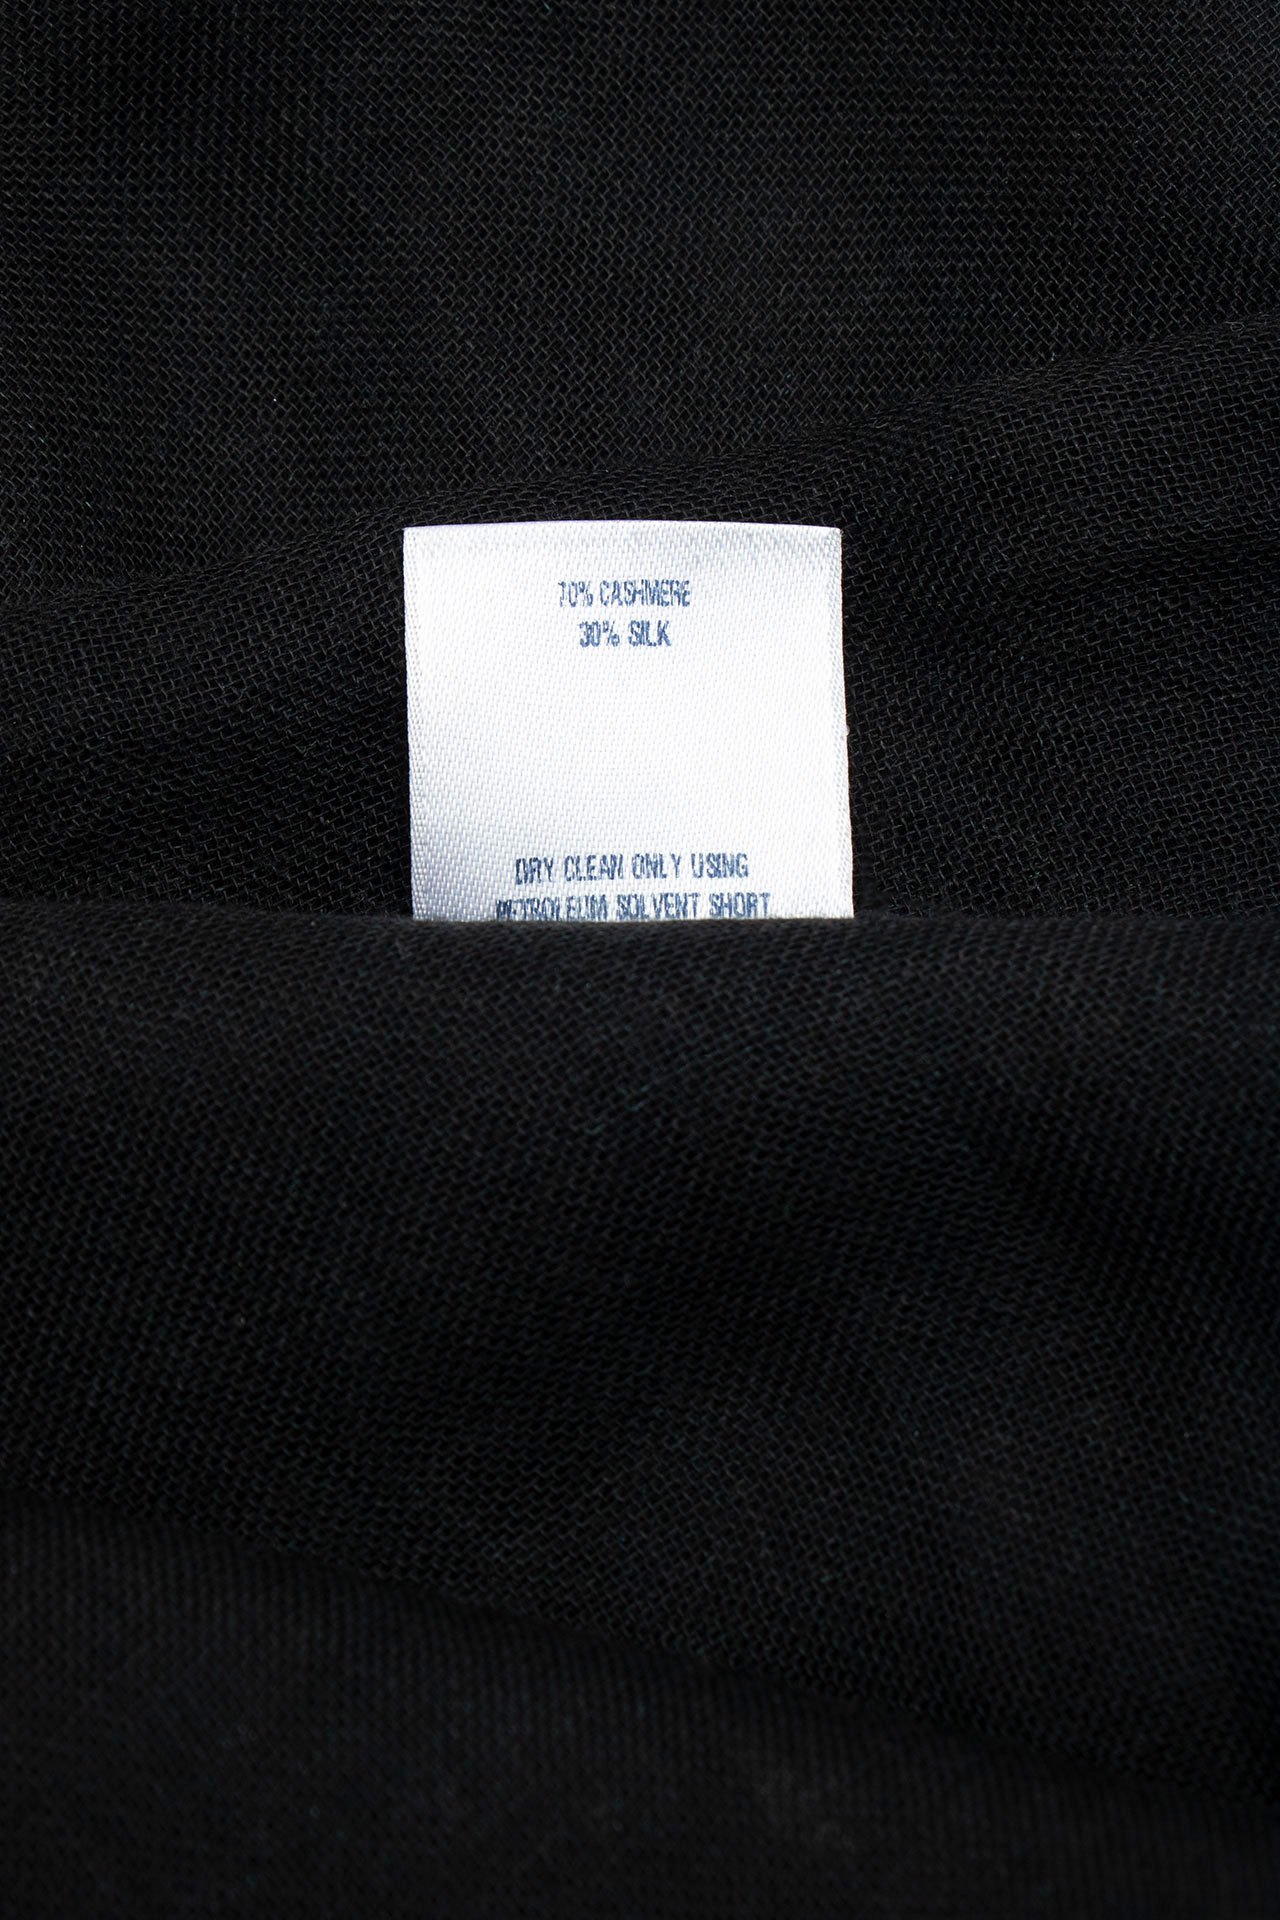 70% CASHMERE
30% SILK
DRY CLEAN ONLY USING
PETROLEUM SOLVENT SHORT